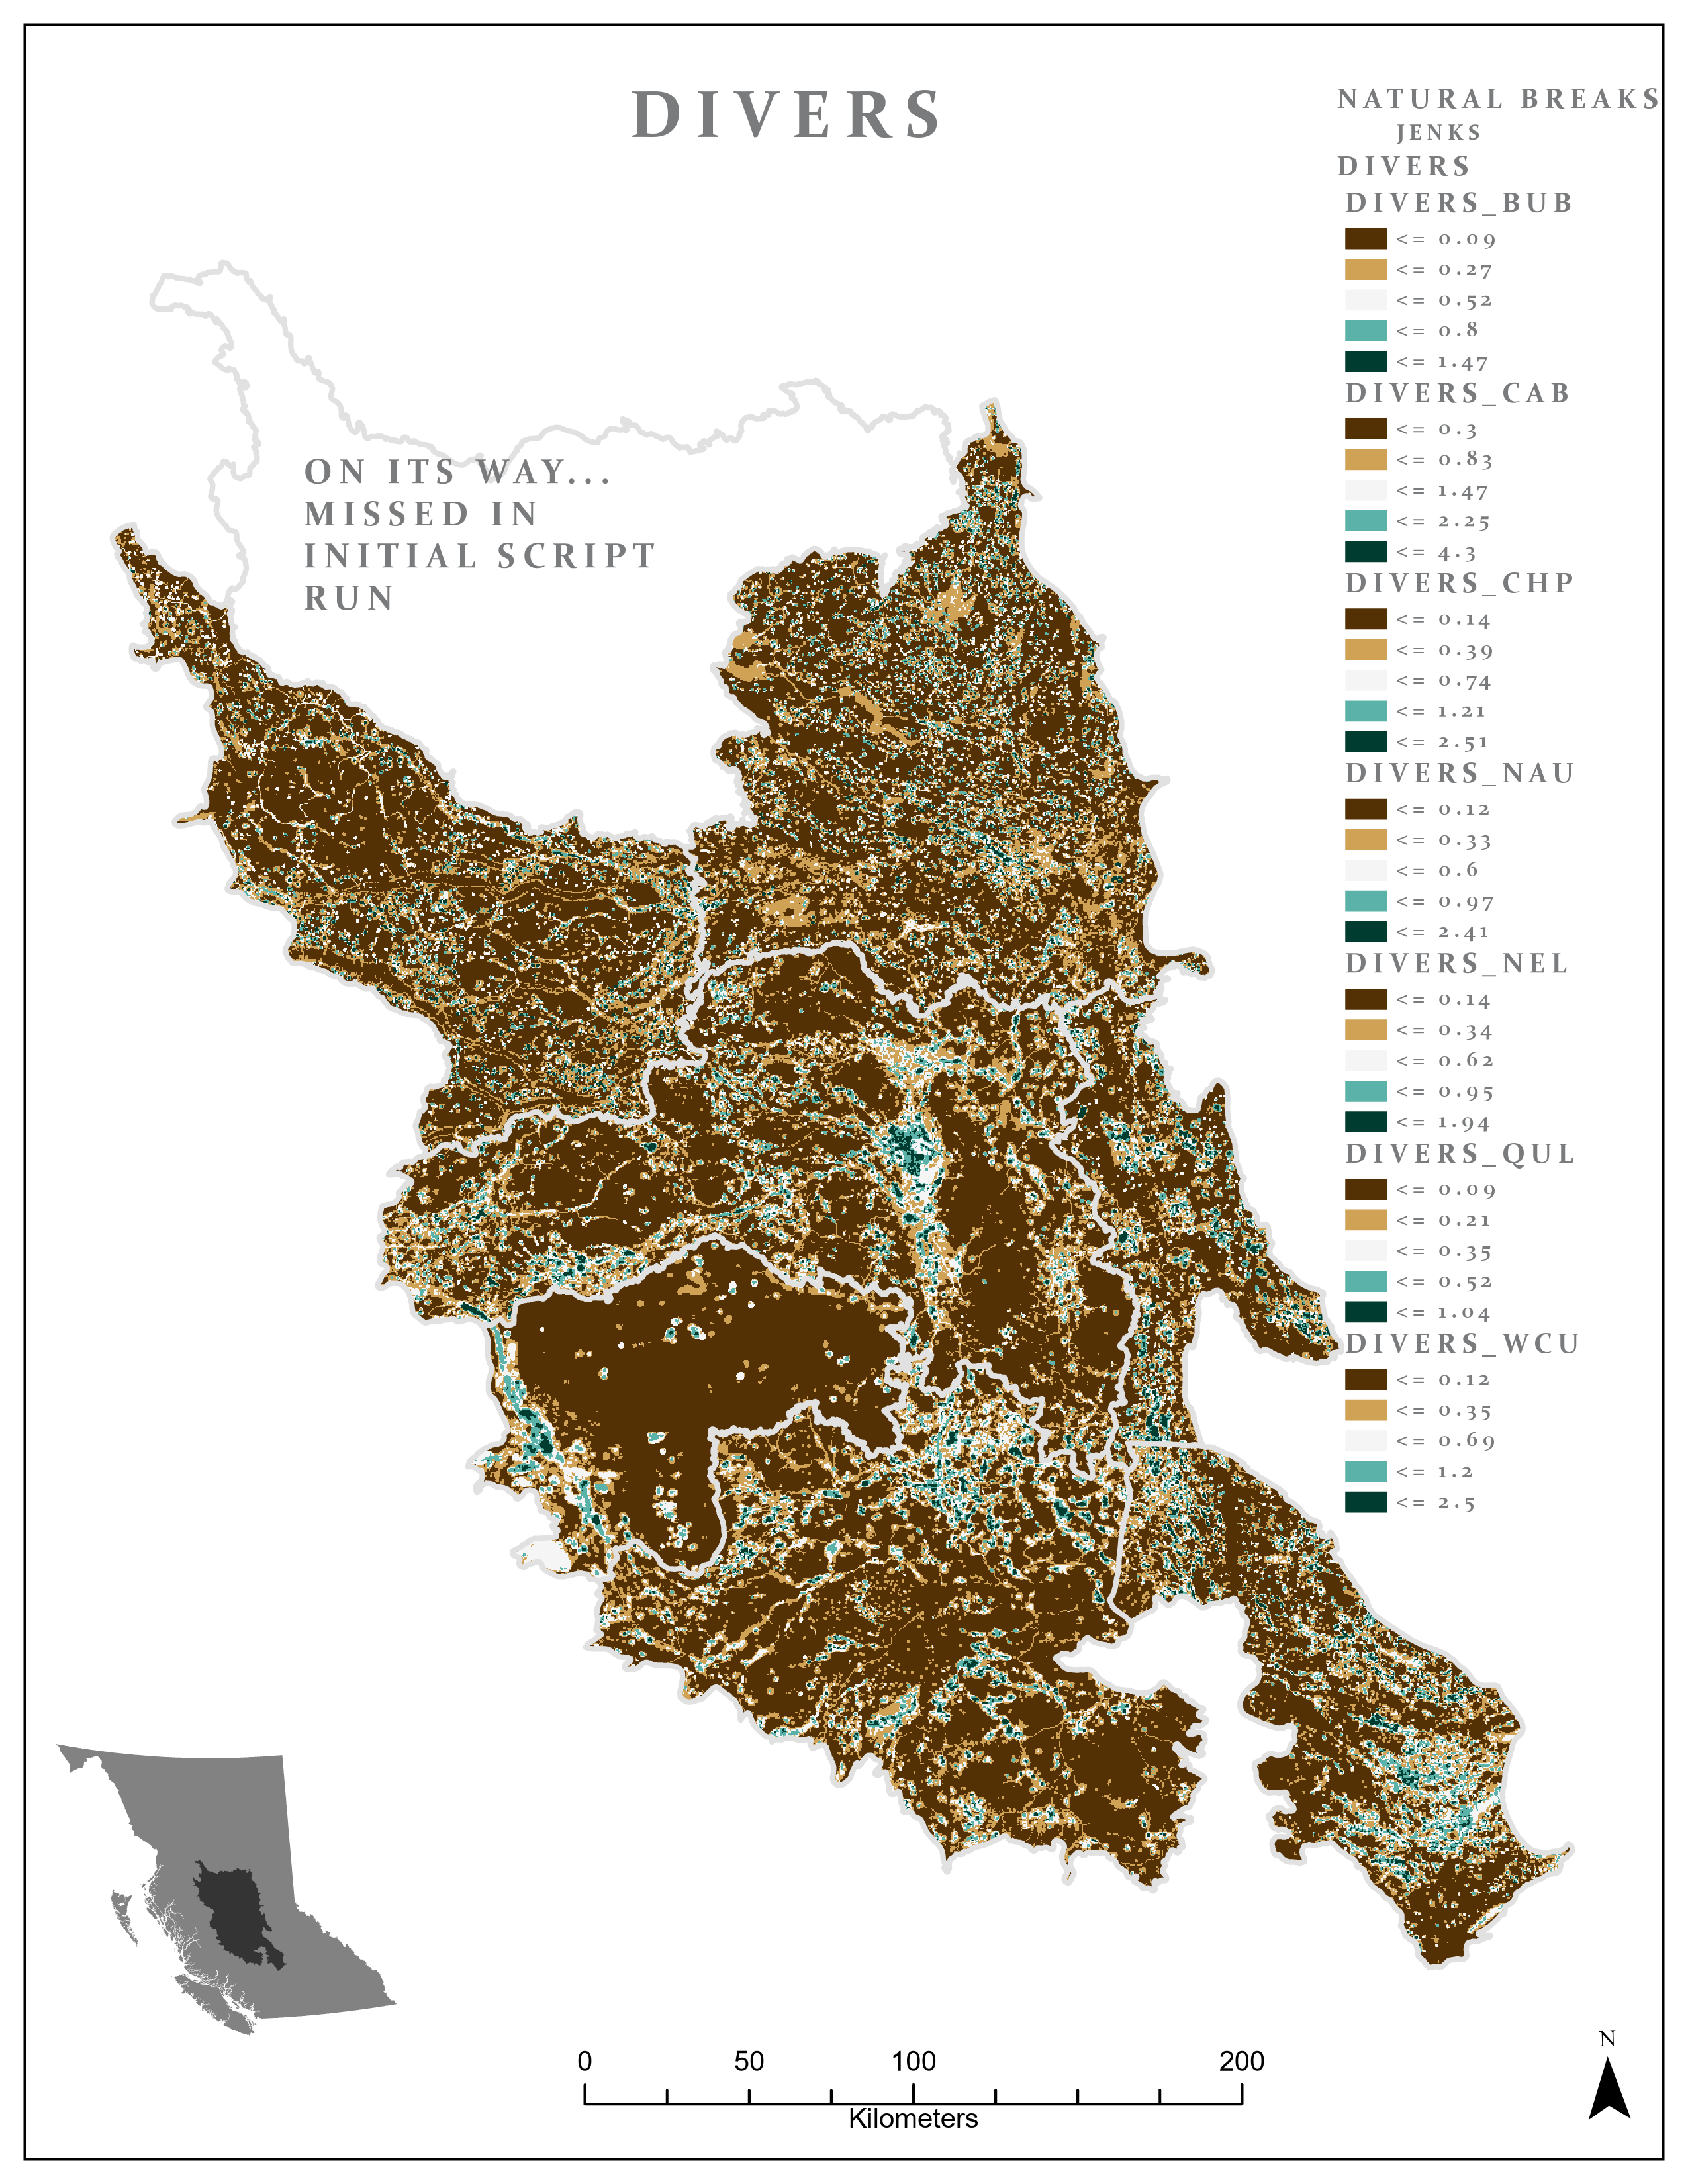 DIVERS
NATURAL BREAKS
JENKS
DIVERS
DIVERS_BUB
<= 0.09
<= 0.27
<= 0.52
<= 0.8
<= 1.47
DIVERS_CAB
<= 0.3
<= 0.83
<= 1.47
<= 2.25
<= 4.3
DIVERS_CHP
<= 0.14
<= 0.39
<= 0.74
<= 1.21
<= 2.51
DIVERS_NAU
<= 0.12
<= 0.33
<= 0.6
<= 0.97
<= 2.41
DIVERS_NEL
<= 0.14
<= 0.34
<= 0.62
<= 0.95
<= 1.94
DIVERS_QUL
<= 0.09
<= 0.21
<= 0.35
<= 0.52
<= 1.04
DIVERS_WCU
<= 0.12
<= 0.35
<= 0.69
<= 1.2
<= 2.5
ON ITS WAY...
MISSED IN
INITIAL SCRIPT
RUN
0 50 100 200
Kilometers
N